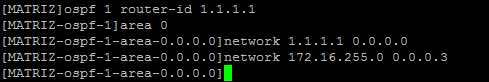 [MATRIZ]ospf 1 router-id 1.1.1.1
[MATRIZ-ospf-1]area 0
[MATRIZ-ospf-1-area-0.0.0.0]network 1.1.1.1 0.0.0.0
[MATRIZ-ospf-1-area-0.0.0.0]network 172.16.255.0 0.0.0.3
[MATRIZ-ospf-1-area-0.0.0.0]